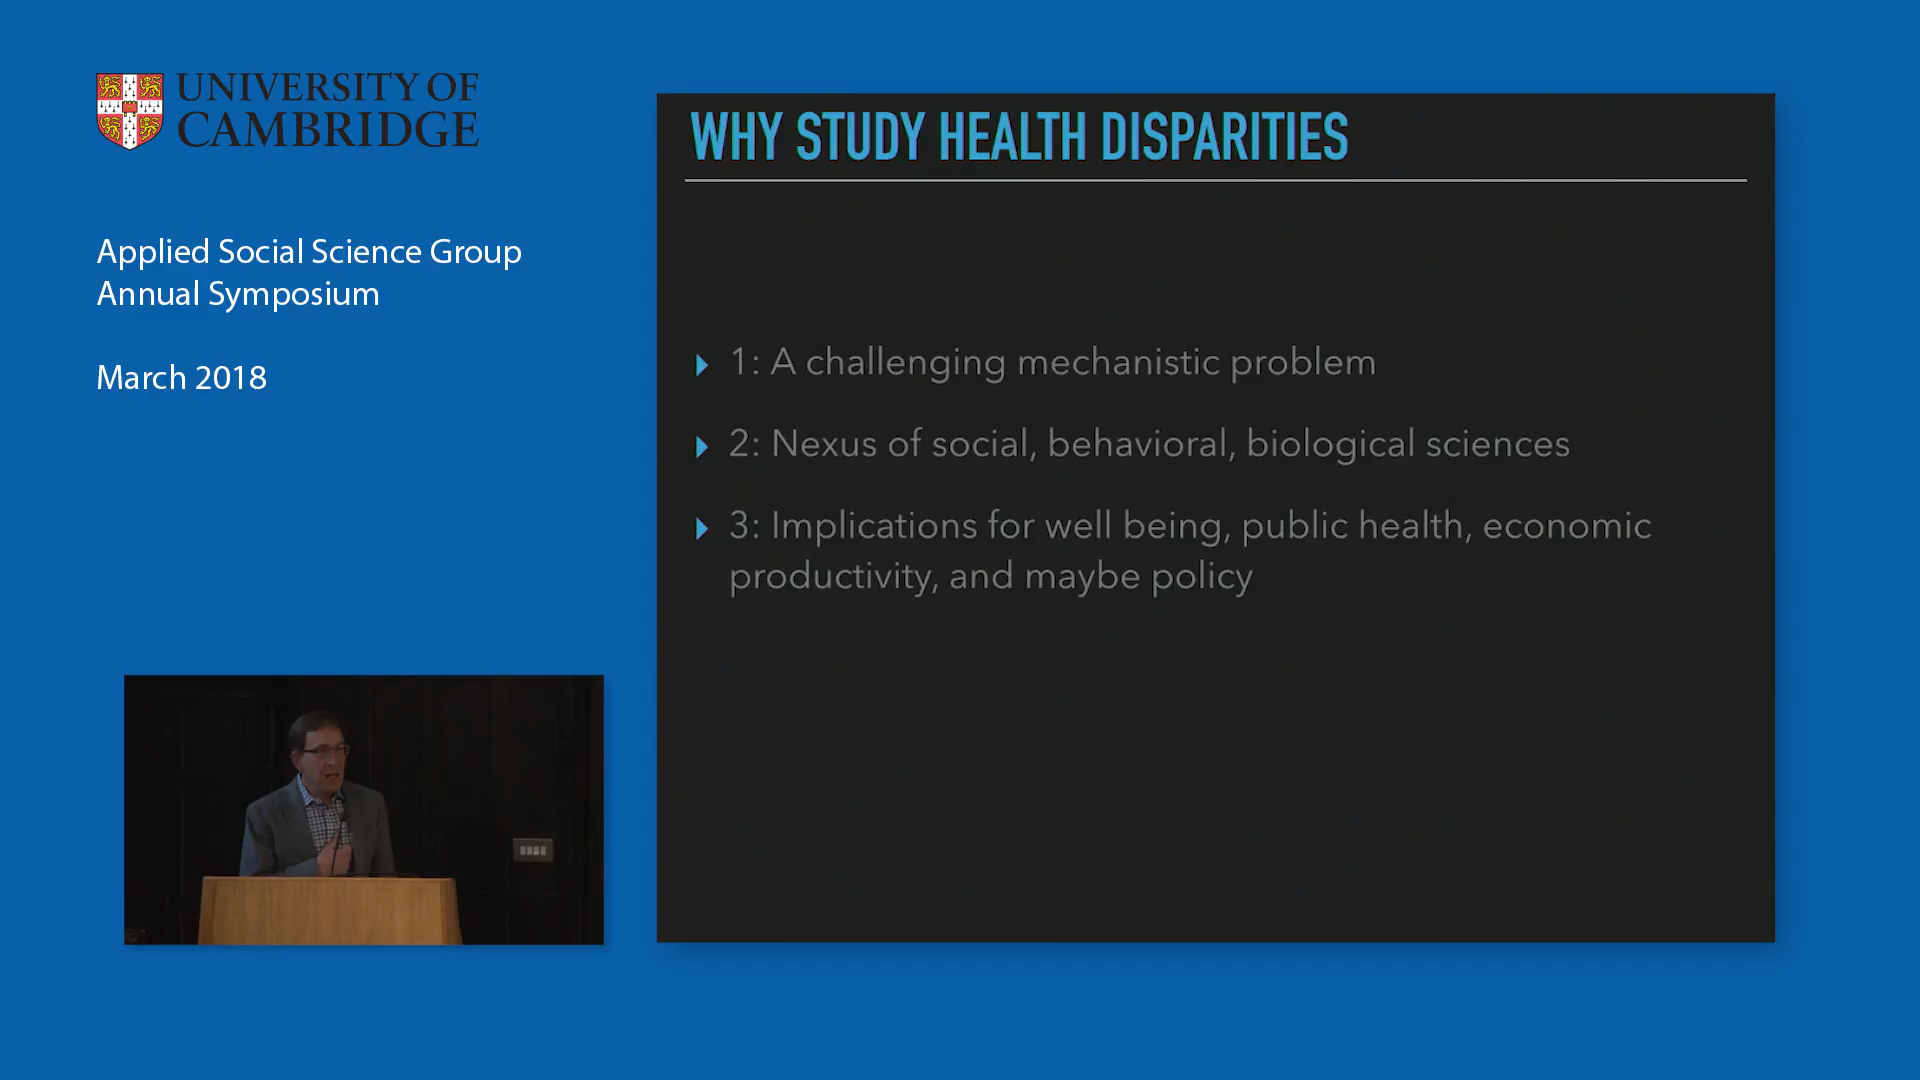 UNIVERSITY OF
CAMBRIDGE
Applied Social Science Group
Annual Symposium
March 2018
WHY STUDY HEALTH DISPARITIES
1: A challenging mechanistic problem
2: Nexus of social, behavioral, biological sciences
3: Implications for well being, public health, economic
productivity, and maybe policy